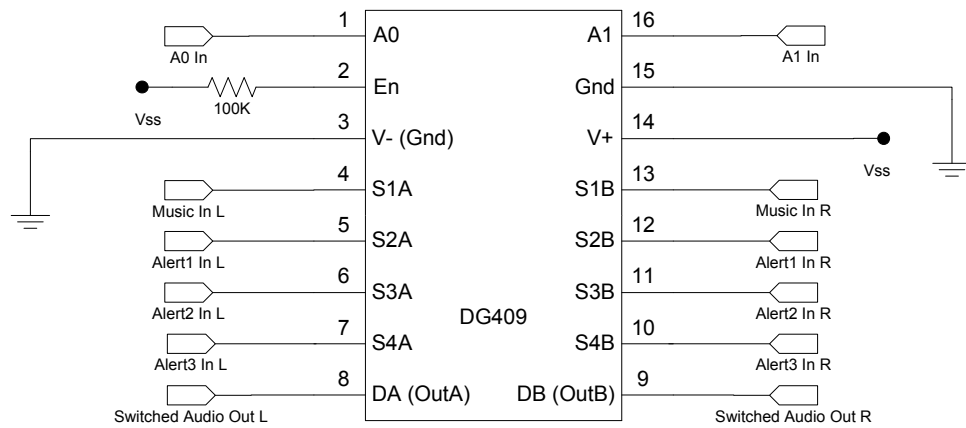 1
A0
A0 In
2
En
100K
Vss
3
V- (Gnd)
4
S1A
Music In L
5
S2A
Alert1 In L
6
S3A
Alert2 In L
7
S4A
Alert3 In L
8
DA (OutA)
Switched Audio Out L
DG409
16
A1
A1 In
15
Gnd
14
V+
Vss
13
S1B
Music In R
12
S2B
Alert1 In R
11
S3B
Alert2 In R
10
S4B
Alert3 In R
9
DB (OutB)
Switched Audio Out R